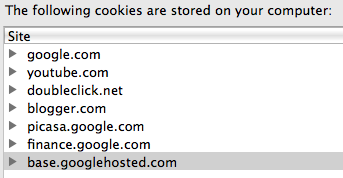 The following cookies are stored on your computer:
Site
google.com
youtube.com
doubleclick.net
blogger.com
picasa.google.com
finance.google.com
base.googlehosted.com